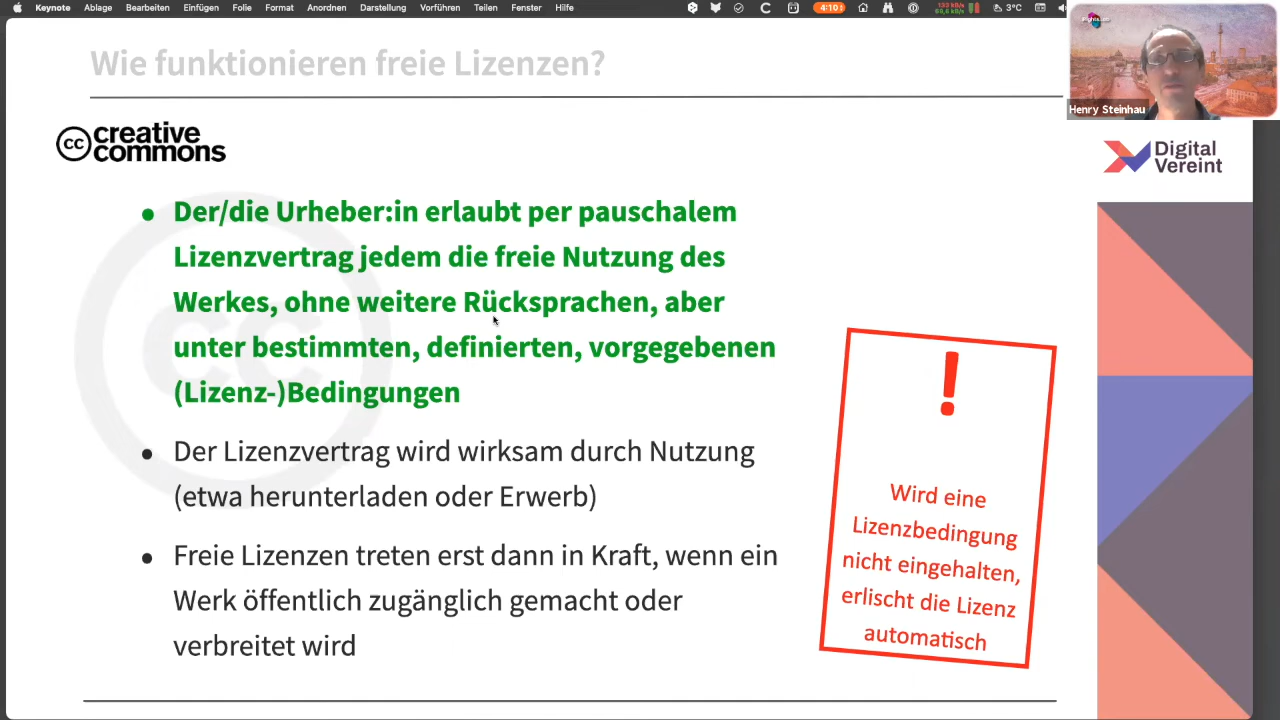 Keynote Ablage Bearbeiten Einfügen Folie Format Anordnen Darstellung Vorführen Teilen Fenster Hilfe
4:10
3°C
Henry Steinhau
Wie funktionieren freie Lizenzen?
cc creative commons
Digital
Vereint
Der/die Urheber:in erlaubt per pauschalem
Lizenzvertrag jedem die freie Nutzung des
Werkes, ohne weitere Rücksprachen, aber
unter bestimmten, definierten, vorgegebenen
(Lizenz-)Bedingungen
Der Lizenzvertrag wird wirksam durch Nutzung
(etwa herunterladen oder Erwerb)
Freie Lizenzen treten erst dann in Kraft, wenn ein
Werk öffentlich zugänglich gemacht oder
verbreitet wird
!
Wird eine
Lizenzbedingung
nicht eingehalten,
erlischt die Lizenz
automatisch